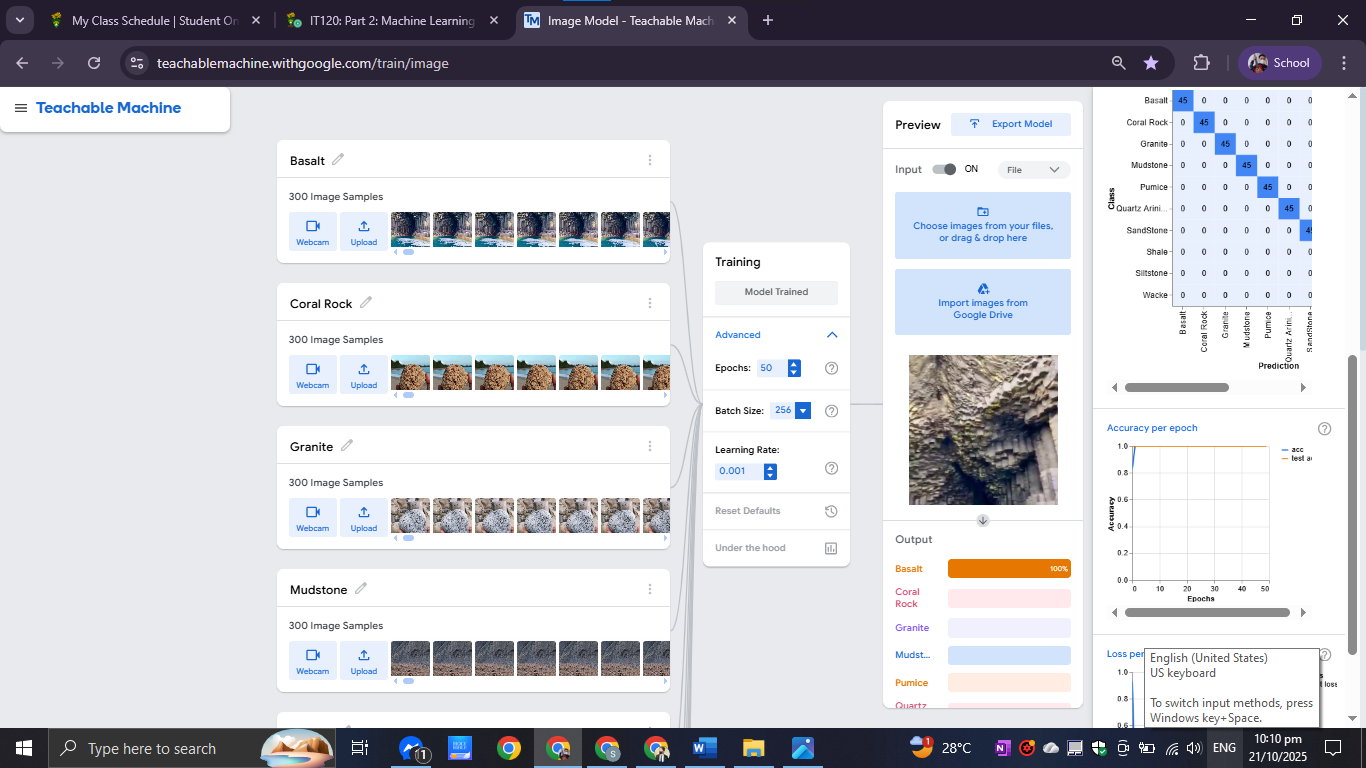 My Class Schedule | Student On
IT120: Part 2: Machine Learning
Image Model - Teachable Mach
teachablemachine.withgoogle.com/train/image
School
Teachable Machine
Basalt
300 Image Samples
Webcam
Upload
Coral Rock
300 Image Samples
Webcam
Upload
Granite
300 Image Samples
Webcam
Upload
Mudstone
300 Image Samples
Webcam
Upload
Training
Model Trained
Advanced
Epochs: 50
Batch Size: 256
Learning Rate:
0.001
Reset Defaults
Under the hood
Preview
Export Model
Input ON File
Choose images from your files,
or drag & drop here
Import images from
Google Drive
Output
Basalt 100%
Coral
Rock
Granite
Mudst...
Pumice
Quartz
Class
Basalt 45 0 0 0 0 0 0
Coral Rock 0 45 0 0 0 0 0
Granite 0 0 45 0 0 0 0
Mudstone 0 0 0 45 0 0 0
Pumice 0 0 0 0 45 0 0
Quartz Arini... 0 0 0 0 0 45 0
SandStone 0 0 0 0 0 0 45
Shale 0 0 0 0 0 0 0
Siltstone 0 0 0 0 0 0 0
Wacke 0 0 0 0 0 0 0
Basalt
Coral Rock
Granite
Mudstone
Pumice
Quartz Arini...
SandStone
Prediction
Accuracy per epoch
Accuracy
1.0
0.8
0.6
0.4
0.2
0.0
0 10 20 30 40 50
Epochs
acc
test a
Loss per
1.0
0.8
0.6
loss
English (United States)
US keyboard
To switch input methods, press
Windows key+Space.
Type here to search
1
1
28°C
ENG
10:10 pm
21/10/2025